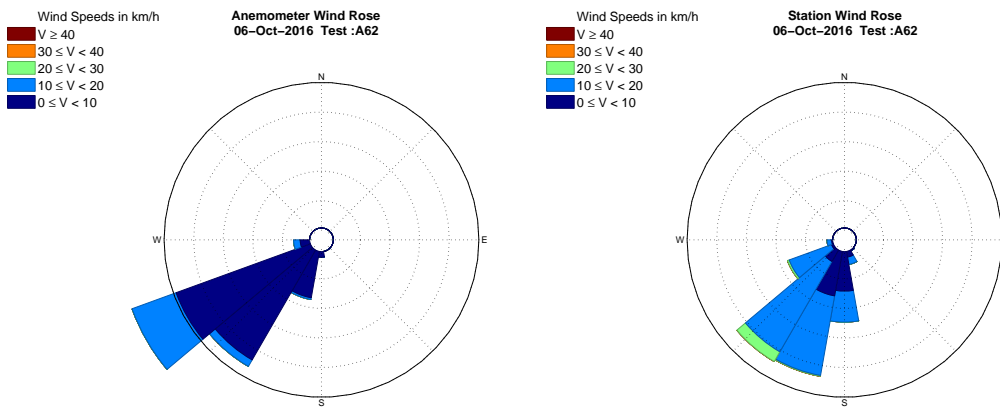 Wind Speeds in km/h
V ≥ 40
30 ≤ V < 40
20 ≤ V < 30
10 ≤ V < 20
0 ≤ V < 10
Anemometer Wind Rose
06−Oct−2016 Test :A62
N
W
E
S
Wind Speeds in km/h
V ≥ 40
30 ≤ V < 40
20 ≤ V < 30
10 ≤ V < 20
0 ≤ V < 10
Station Wind Rose
06−Oct−2016 Test :A62
N
W
S